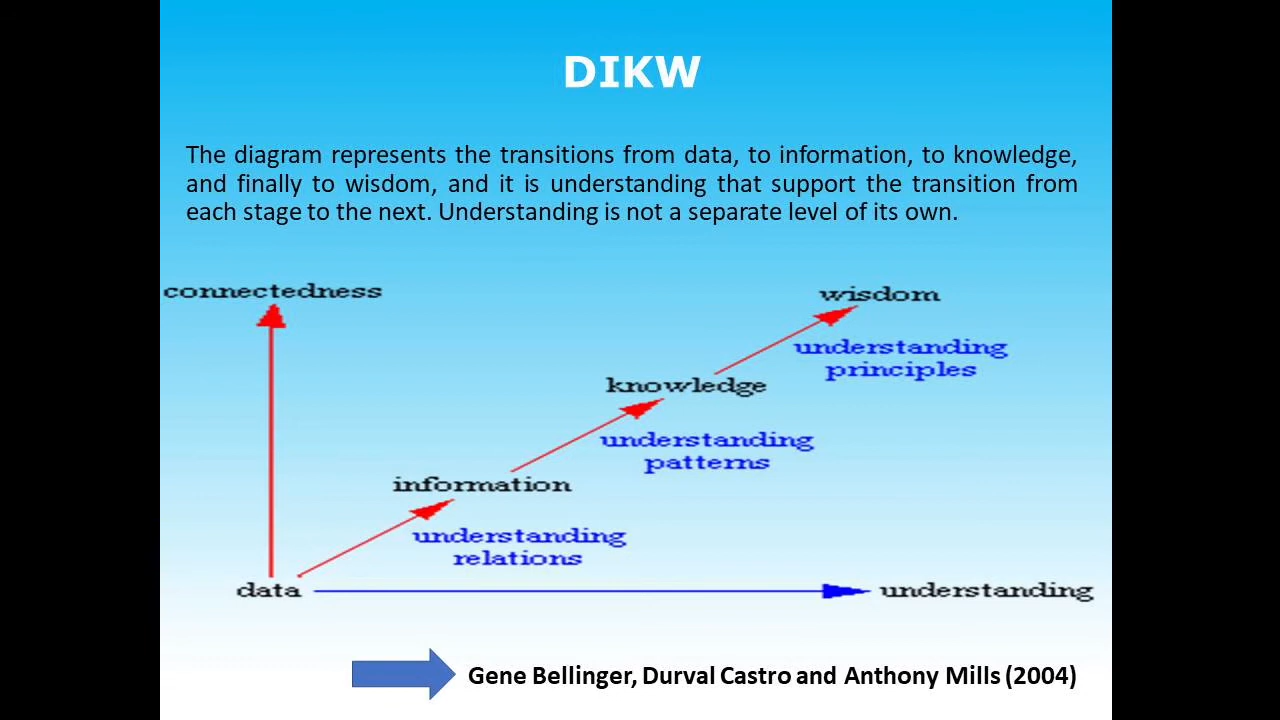 DIKW
The diagram represents the transitions from data, to information, to knowledge,
and finally to wisdom, and it is understanding that support the transition from
each stage to the next. Understanding is not a separate level of its own.
connectedness
wisdom
understanding
principles
knowledge
understanding
patterns
information
understanding
relations
data
understanding
Gene Bellinger, Durval Castro and Anthony Mills (2004)